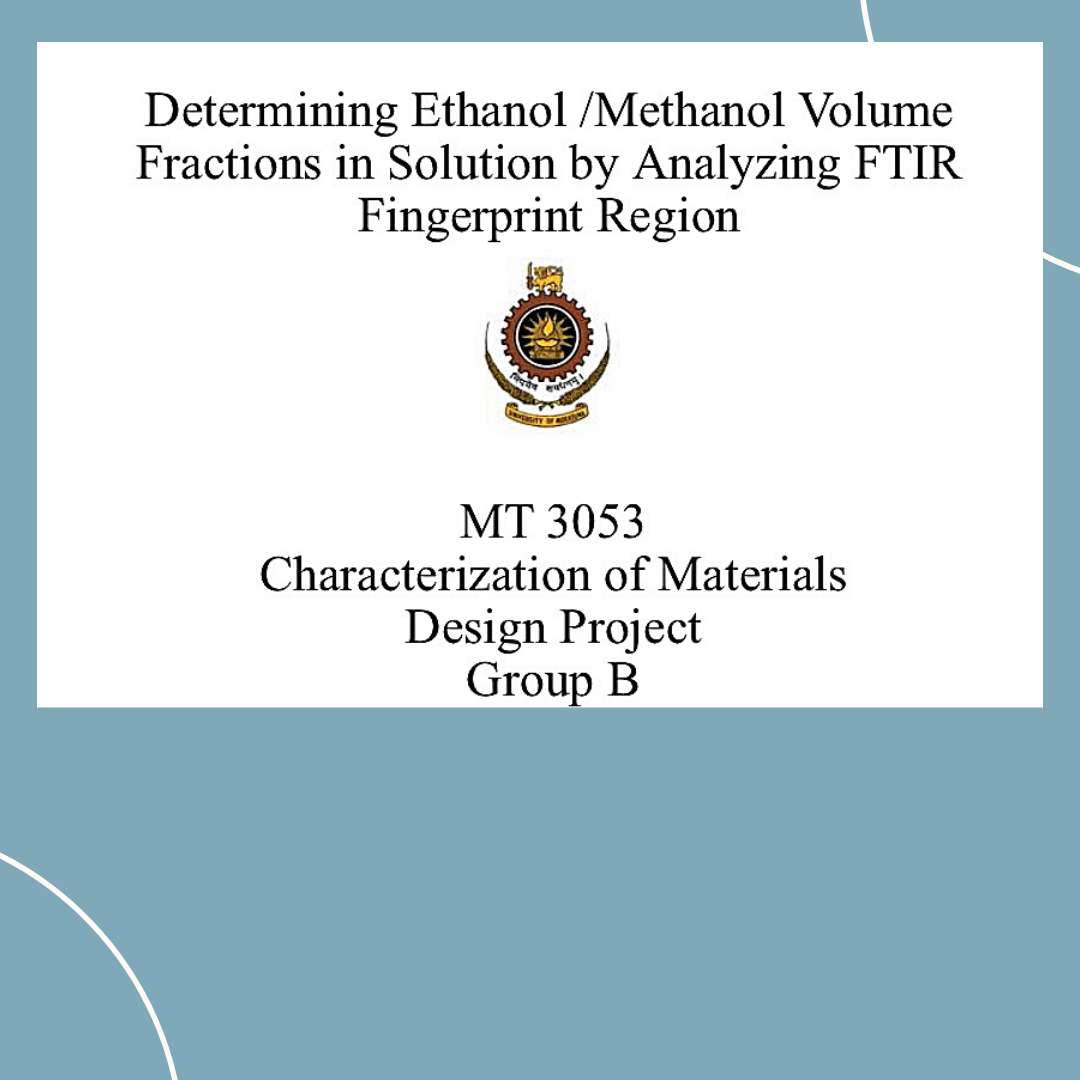 Determining Ethanol /Methanol Volume
Fractions in Solution by Analyzing FTIR
Fingerprint Region
UNIVERSITY OF MORATUWA
MT 3053
Characterization of Materials
Design Project
Group B